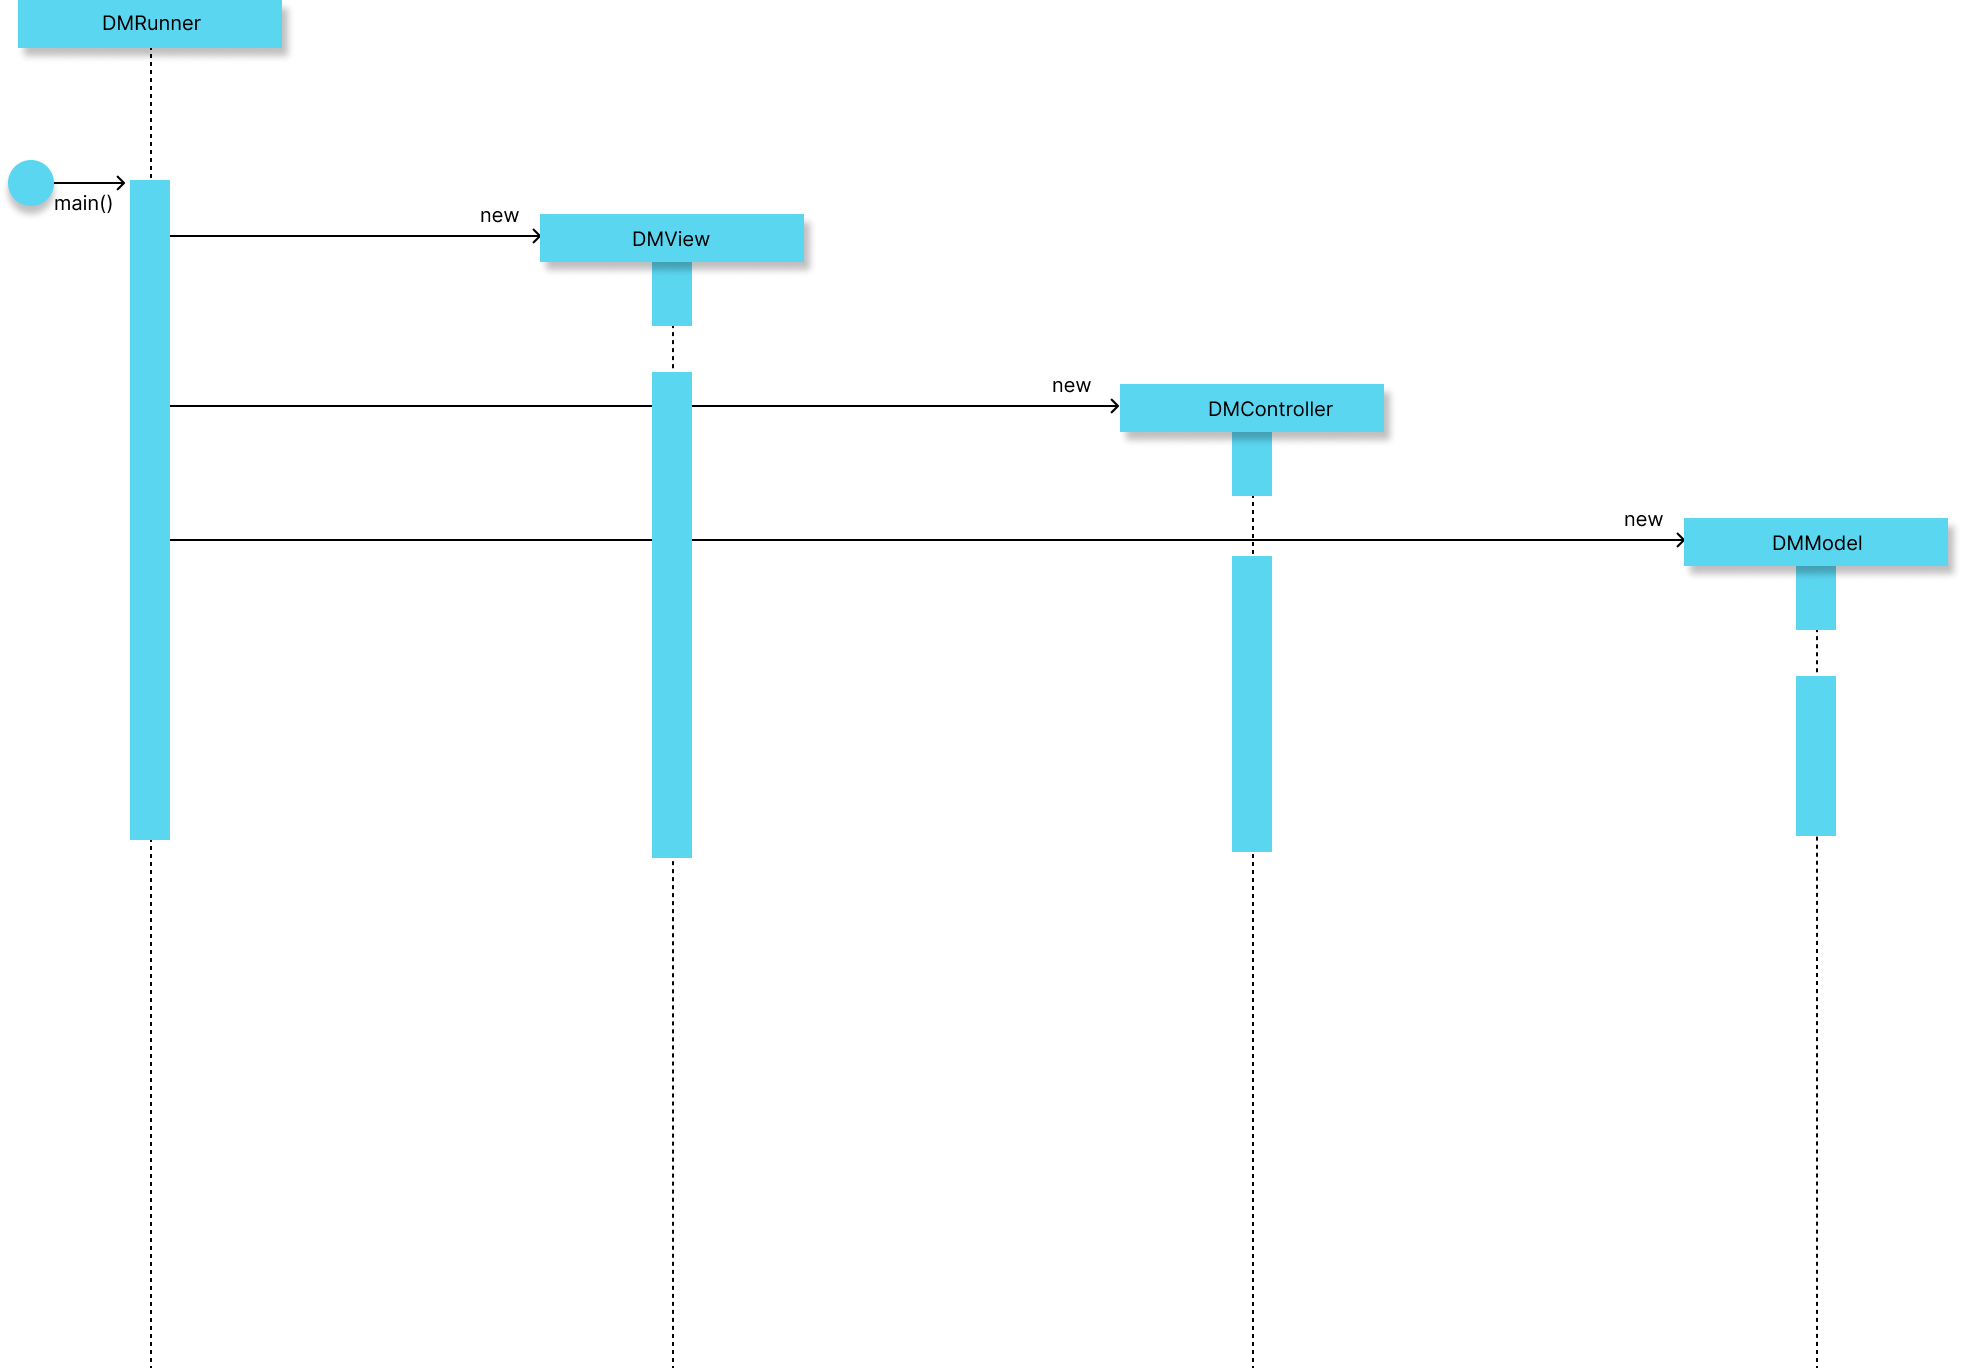 DMRunner
main()
new
DMView
new
DMController
new
DMModel